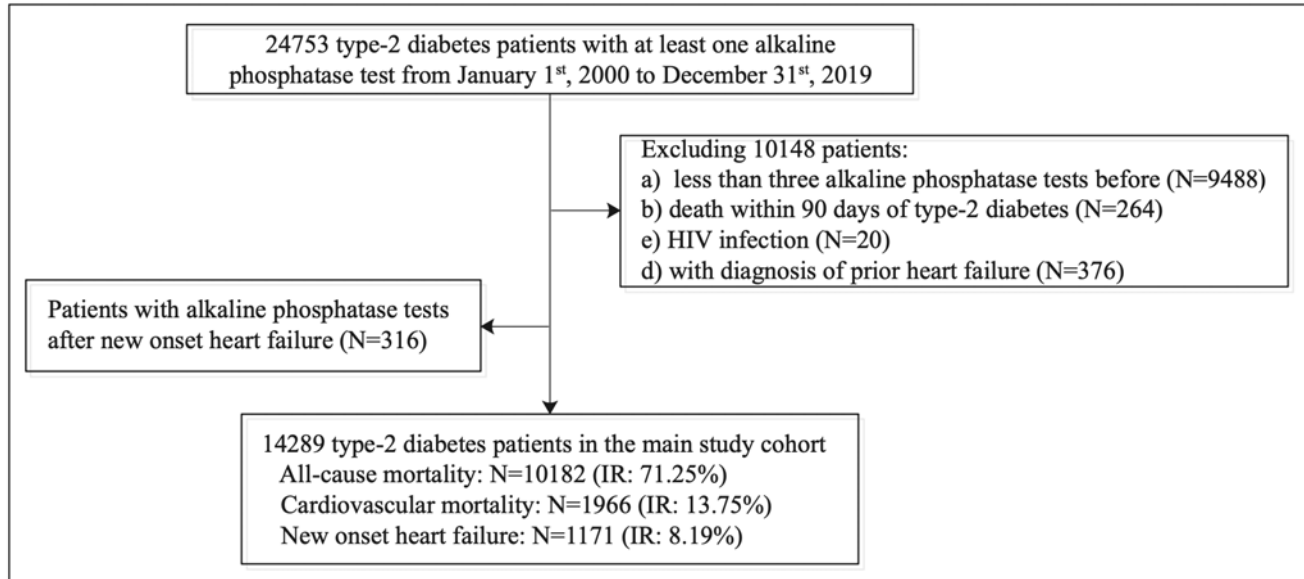 24753 type-2 diabetes patients with at least one alkaline
phosphatase test from January 1st, 2000 to December 31st, 2019
Excluding 10148 patients:
a) less than three alkaline phosphatase tests before (N=9488)
b) death within 90 days of type-2 diabetes (N=264)
e) HIV infection (N=20)
d) with diagnosis of prior heart failure (N=376)
Patients with alkaline phosphatase tests
after new onset heart failure (N=316)
14289 type-2 diabetes patients in the main study cohort
All-cause mortality: N=10182 (IR: 71.25%)
Cardiovascular mortality: N=1966 (IR: 13.75%)
New onset heart failure: N=1171 (IR: 8.19%)